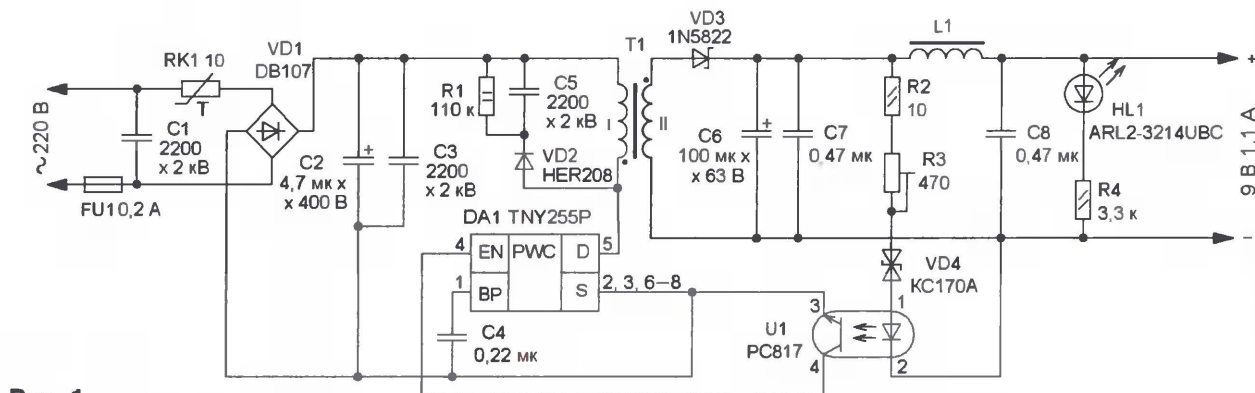 ~220 В
RK1 10
T
C1
2200
x 2 кВ
FU1 0,2 А
VD1
DB107
C2
4,7 мк x
x 400 В
C3
2200
x 2 кВ
R1
110 к
C5
2200
x 2 кВ
VD2
HER208
T1
I
II
VD3
1N5822
C6
100 мк x
x 63 В
C7
0,47 мк
R2
10
R3
470
L1
C8
0,47 мк
HL1
ARL2-3214UBC
R4
3,3 к
+
9 В 1,1 А
−
DA1 TNY255P
4
EN
PWC
D
5
1
BP
S
2, 3, 6–8
C4
0,22 мк
VD4
КС170А
U1
PC817
3
1
4
2
+
+